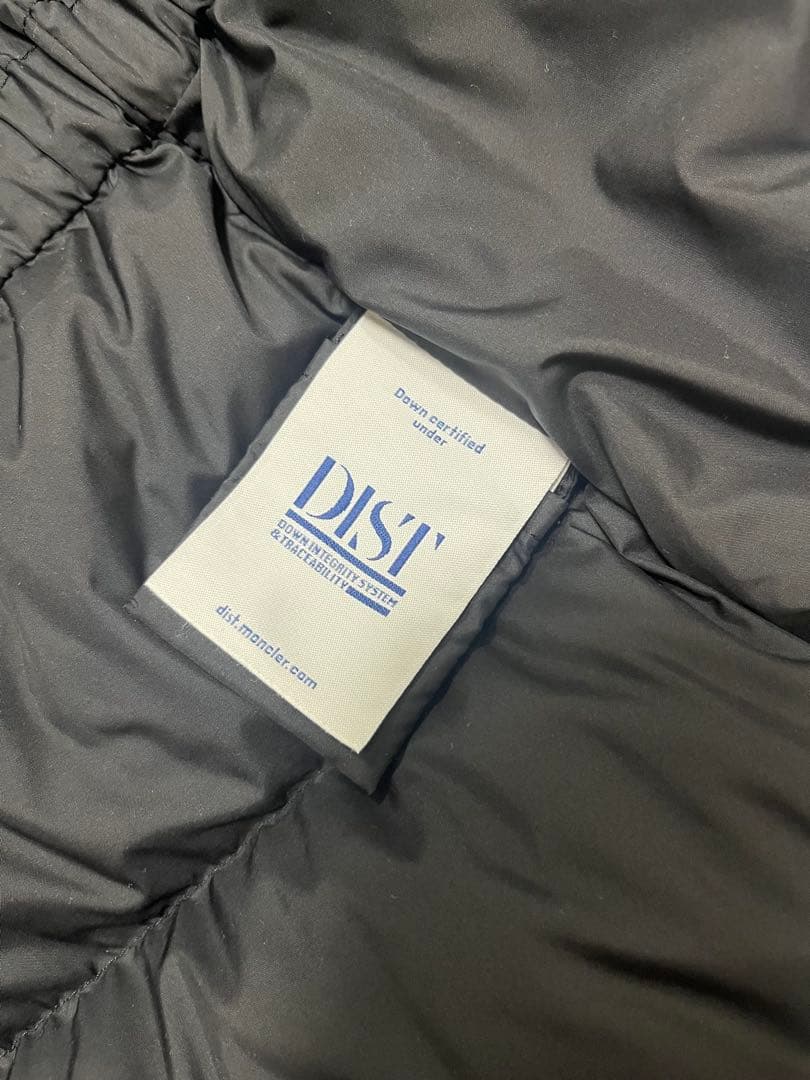 Down certified
under
DIST
DOWN INTEGRITY SYSTEM
& TRACEABILITY
dist.moncler.com